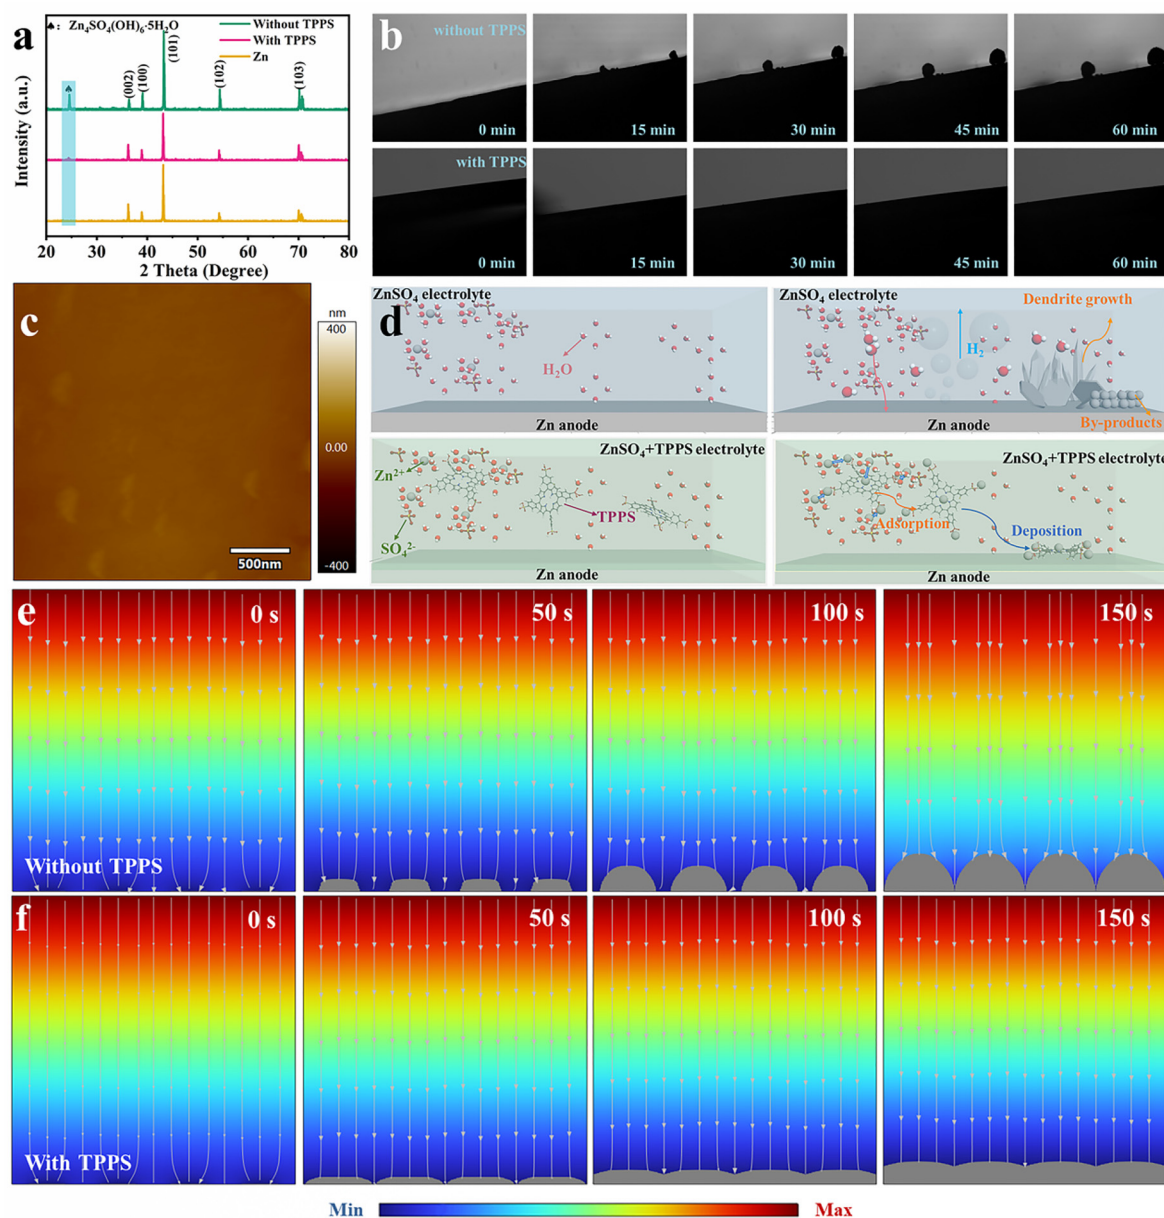 a
♠: Zn₄SO₄(OH)₆·5H₂O
Without TPPS
With TPPS
Zn
(002)
(100)
(101)
(102)
(103)
Intensity (a.u.)
20 30 40 50 60 70 80
2 Theta (Degree)
b
without TPPS
0 min
15 min
30 min
45 min
60 min
with TPPS
0 min
15 min
30 min
45 min
60 min
c
nm
400
0.00
-400
500nm
d
ZnSO₄ electrolyte
H₂O
Zn anode
ZnSO₄ electrolyte
Dendrite growth
H₂
By-products
Zn anode
ZnSO₄+TPPS electrolyte
Zn²⁺
TPPS
SO₄²⁻
Zn anode
ZnSO₄+TPPS electrolyte
Adsorption
Deposition
Zn anode
e
0 s
50 s
100 s
150 s
Without TPPS
f
0 s
50 s
100 s
150 s
With TPPS
Min
Max